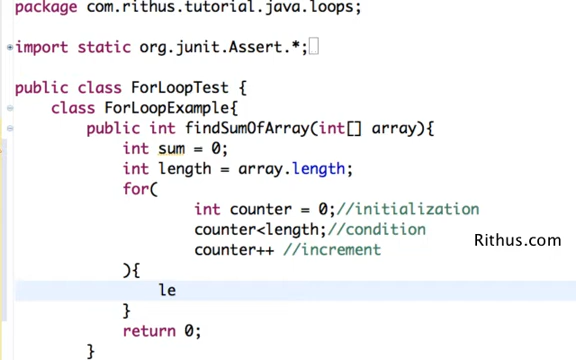 package com.rithus.tutorial.java.loops;
import static org.junit.Assert.*;
public class ForLoopTest {
class ForLoopExample{
public int findSumOfArray(int[] array){
int sum = 0;
int length = array.length;
for(
int counter = 0;//initialization
counter<length;//condition
Rithus.com
counter++ //increment
){
le
}
return 0;
}